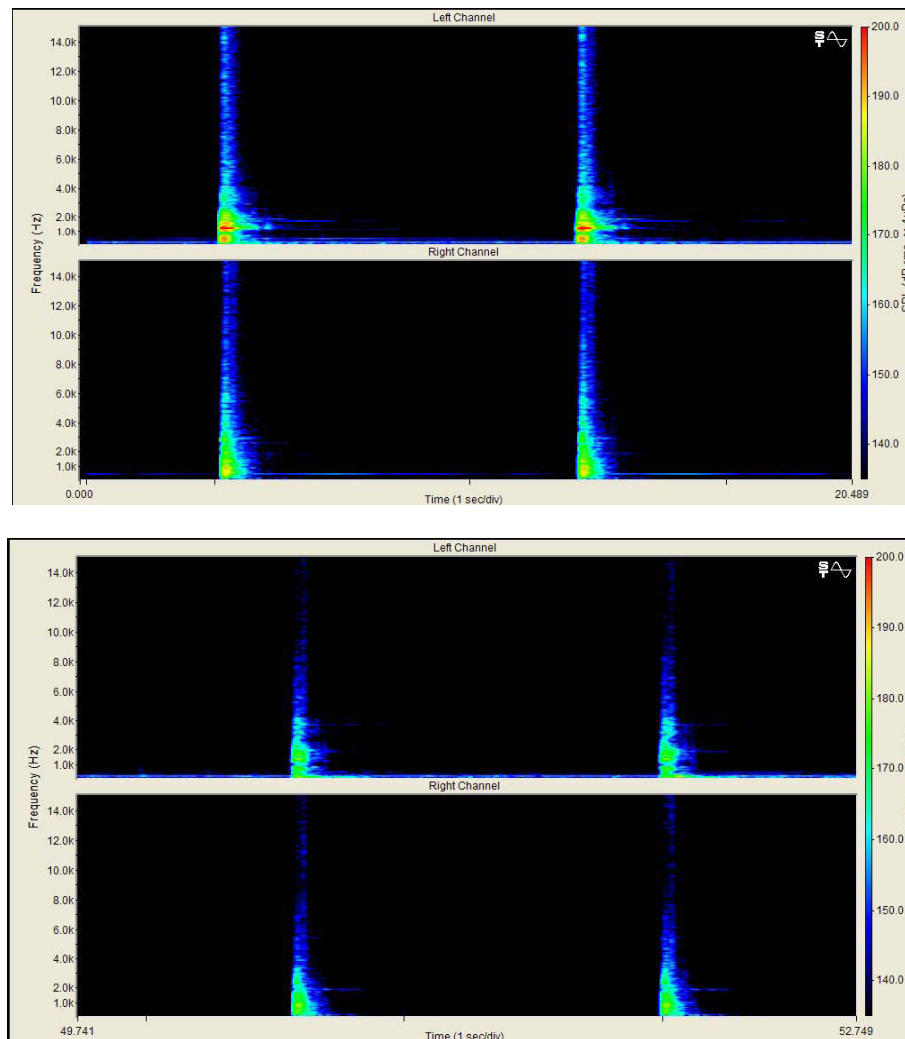 Left Channel
14.0k
12.0k
10.0k
8.0k
6.0k
4.0k
2.0k
1.0k
Right Channel
14.0k
12.0k
10.0k
8.0k
6.0k
4.0k
2.0k
1.0k
Frequency (Hz)
0.000
Time (1 sec/div)
20.489
200.0
190.0
180.0
170.0
160.0
150.0
140.0
S
T
Left Channel
14.0k
12.0k
10.0k
8.0k
6.0k
4.0k
2.0k
1.0k
Right Channel
14.0k
12.0k
10.0k
8.0k
6.0k
4.0k
2.0k
1.0k
Frequency (Hz)
49.741
Time (1 sec/div)
52.749
200.0
190.0
180.0
170.0
160.0
150.0
140.0
S
T